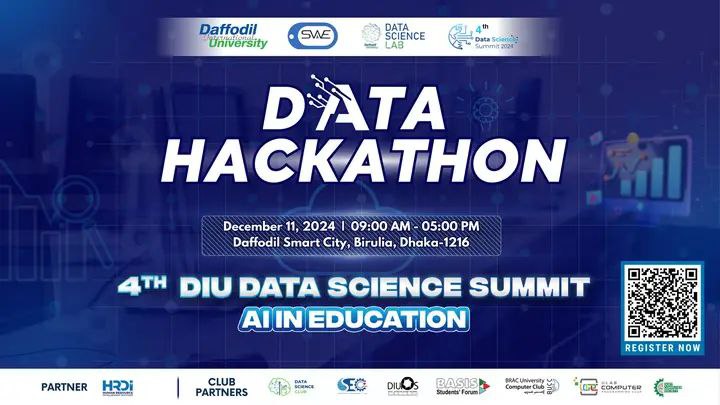 Daffodil
International
University
SWE
DATA
SCIENCE
LAB
4th
Data Science
Summit 2024
DATA
HACKATHON
December 11, 2024 | 09:00 AM - 05:00 PM
Daffodil Smart City, Birulia, Dhaka-1216
4TH DIU DATA SCIENCE SUMMIT
AI IN EDUCATION
REGISTER NOW
PARTNER
HRDI
CLUB
PARTNERS
DATA
SCIENCE
CLUB
DIU
BASIS
Students' Forum
BRAC University
Computer Club
BUCC
COMPUTER